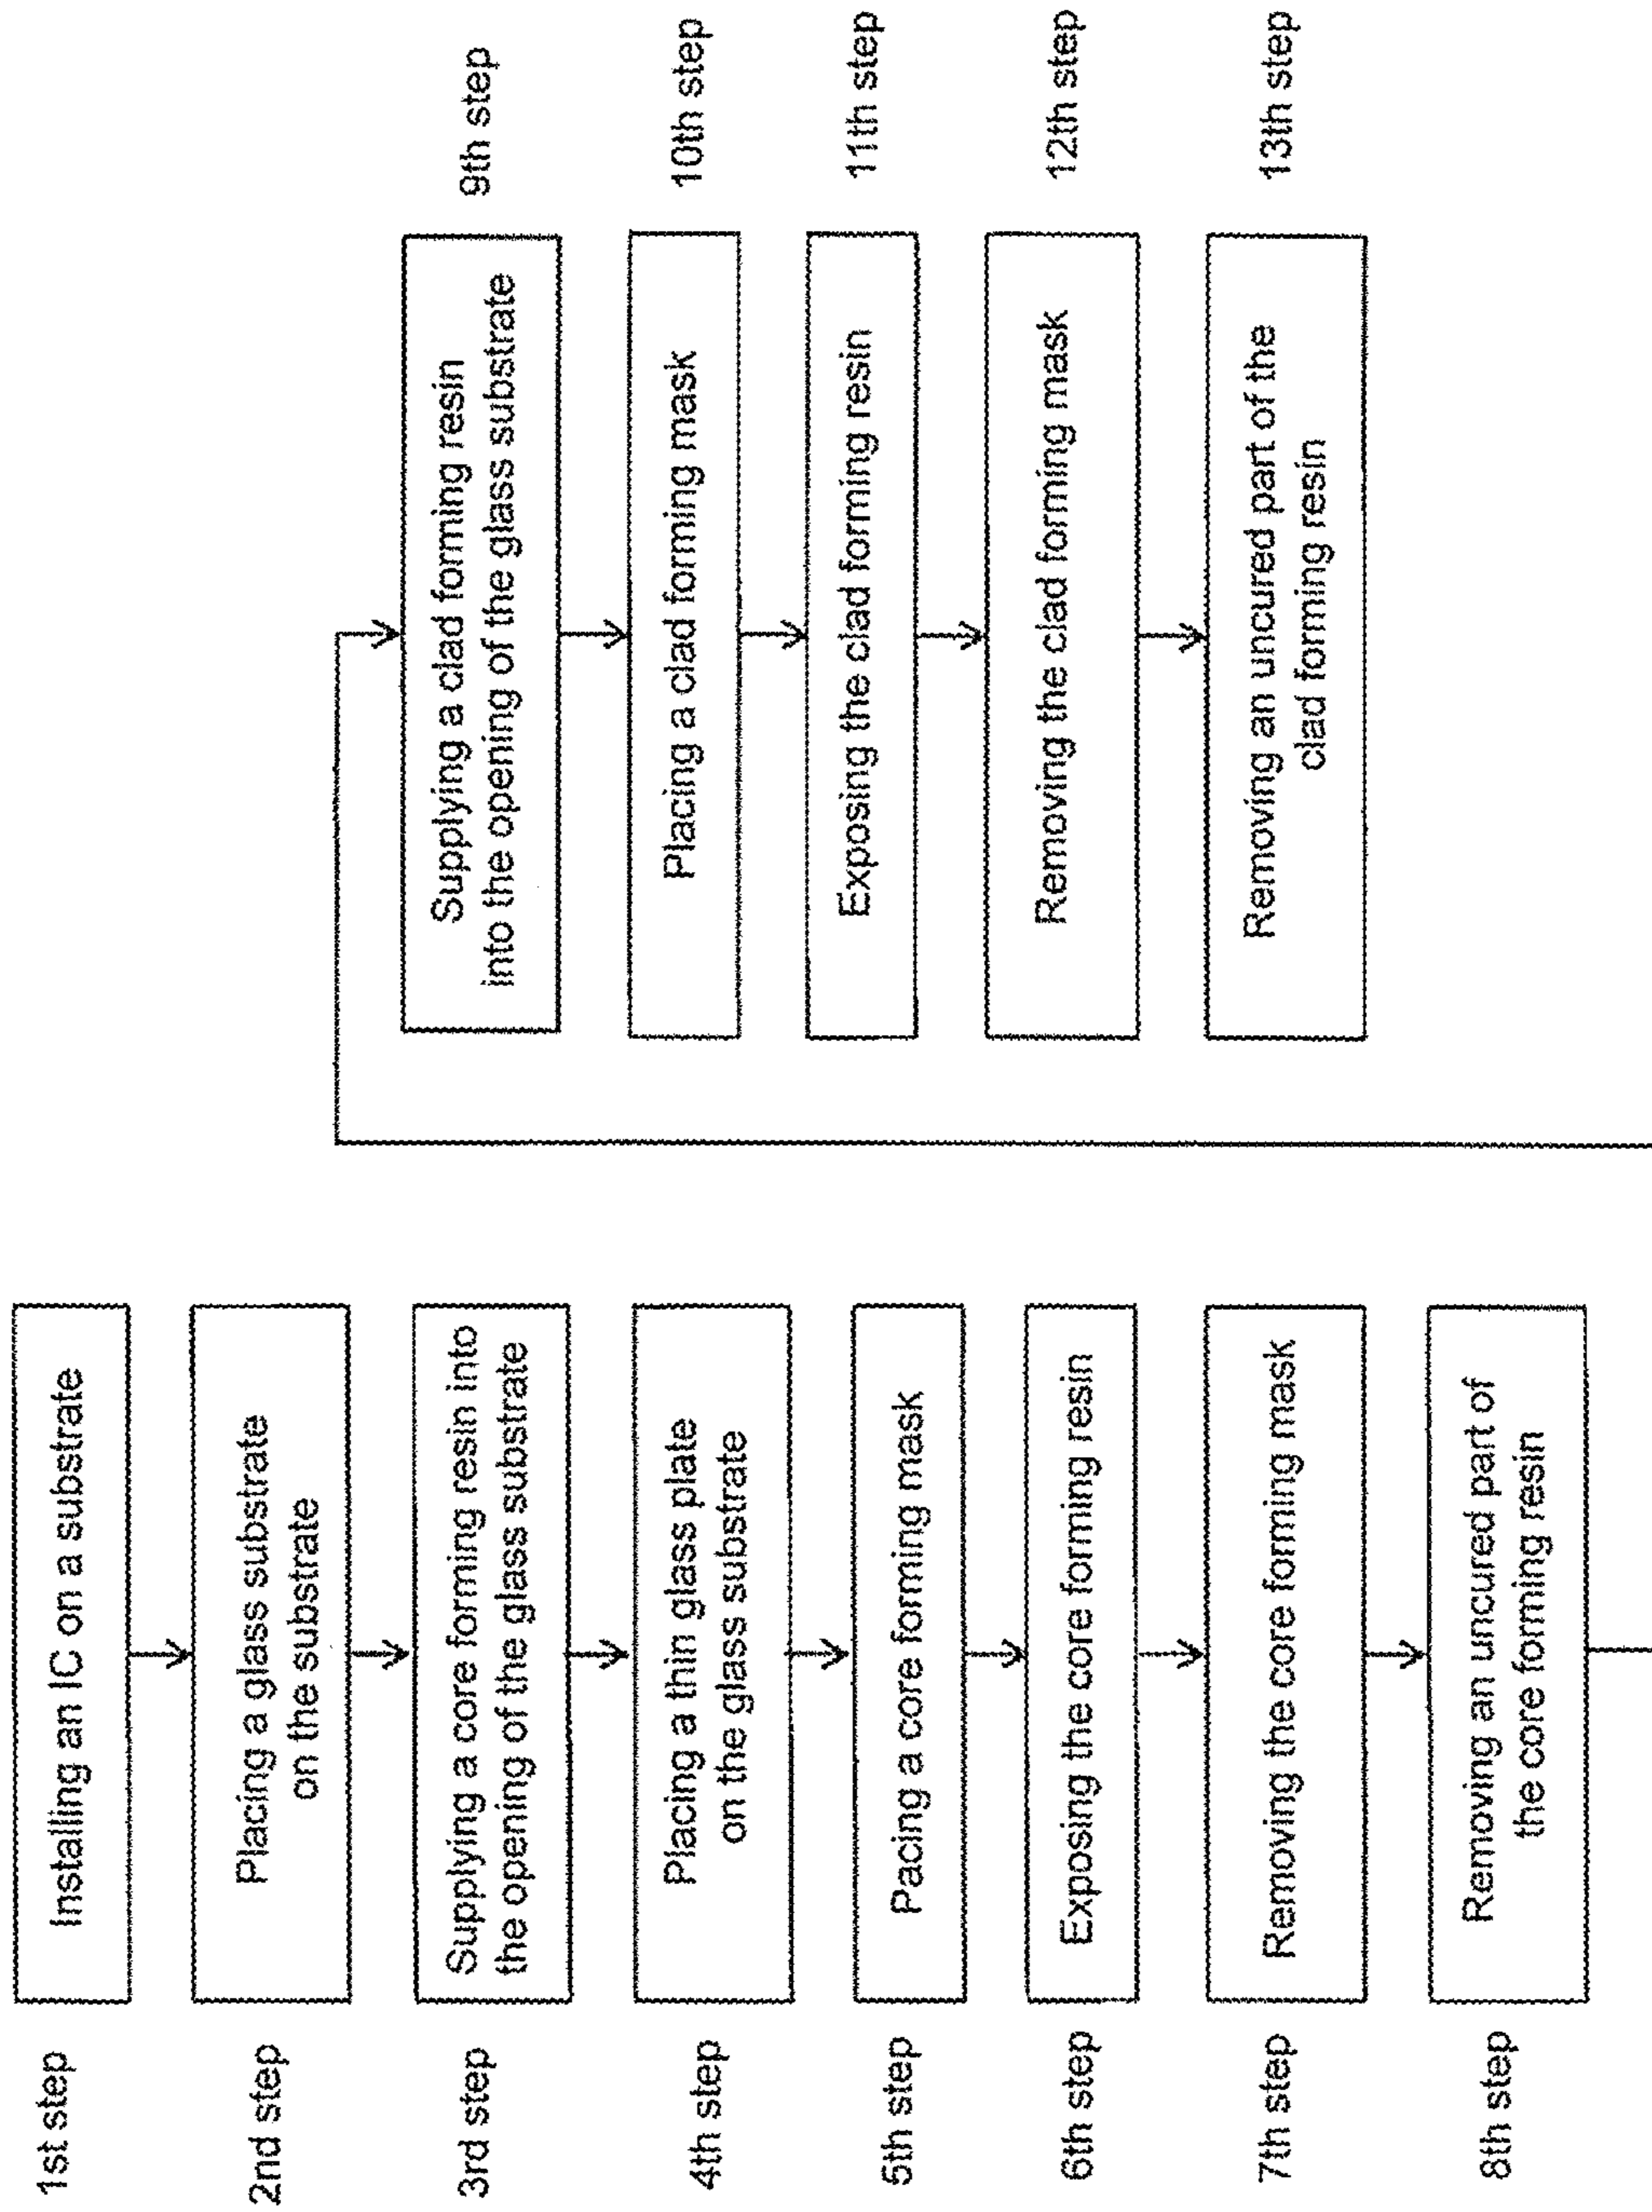 1st step
Installing an IC on a substrate
2nd step
Placing a glass substrate
on the substrate
3rd step
Supplying a core forming resin into
the opening of the glass substrate
4th step
Placing a thin glass plate
on the glass substrate
5th step
Pacing a core forming mask
6th step
Exposing the core forming resin
7th step
Removing the core forming mask
8th step
Removing an uncured part of
the core forming resin
9th step
Supplying a clad forming resin
into the opening of the glass substrate
10th step
Placing a clad forming mask
11th step
Exposing the clad forming resin
12th step
Removing the clad forming mask
13th step
Removing an uncured part of the
clad forming resin